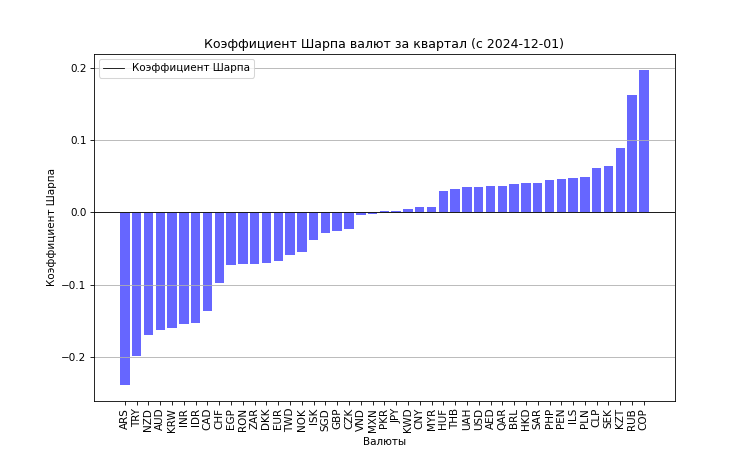 Коэффициент Шарпа валют за квартал (с 2024-12-01)
Коэффициент Шарпа
0.2
0.1
0.0
−0.1
−0.2
Коэффициент Шарпа
ARS TRY NZD AUD KRW INR IDR CAD CHF EGP RON ZAR DKK EUR TWD NOK ISK SGD GBP CZK VND MXN PKR JPY KWD CNY MYR HUF THB UAH USD AED QAR BRL HKD SAR PHP PEN ILS PLN CLP SEK KZT RUB COP
Валюты